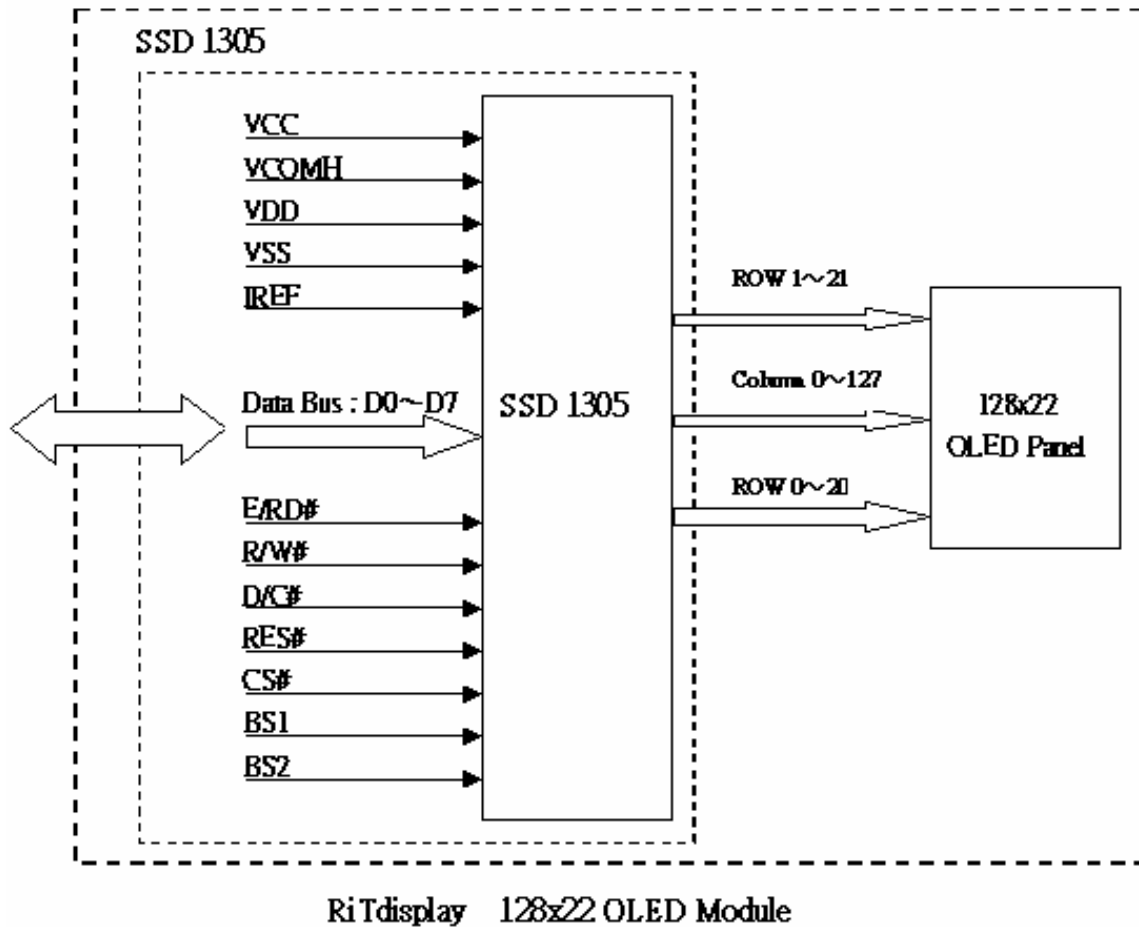 SSD 1305
VCC
VCOMH
VDD
VSS
IREF
Data Bus : D0～D7
E/RD#
R/W#
D/C#
RES#
CS#
BS1
BS2
SSD 1305
ROW 1～21
Column 0～127
ROW 0～20
128x22
OLED Panel
RiTdisplay 128x22 OLED Module